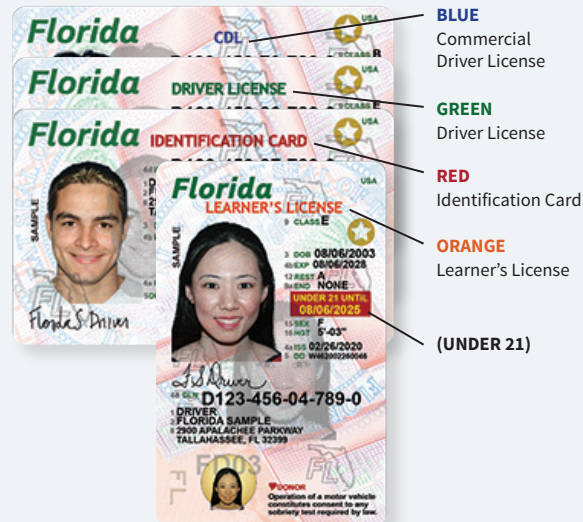 Florida
CDL
USA
BLUE
Commercial
Driver License
Florida
DRIVER LICENSE
USA
CLASS E
GREEN
Driver License
Florida
IDENTIFICATION CARD
USA
RED
Identification Card
SAMPLE
Florida S Driver
Florida
USA
LEARNER'S LICENSE
ORANGE
Learner's License
9 CLASS E
SAMPLE
3 DOB 08/06/2003
4b EXP 08/06/2028
12 REST A
9a END NONE
UNDER 21 UNTIL
08/06/2025
(UNDER 21)
15 SEX F
16 HGT 5'-03"
4a ISS 02/26/2020
5 DD W462002260046
F S Driver
4d DLN D123-456-04-789-0
1 DRIVER
2 FLORIDA SAMPLE
8 2900 APALACHEE PARKWAY
TALLAHASSEE, FL 32399
FL
DONOR
Operation of a motor vehicle
constitutes consent to any
sobriety test required by law.